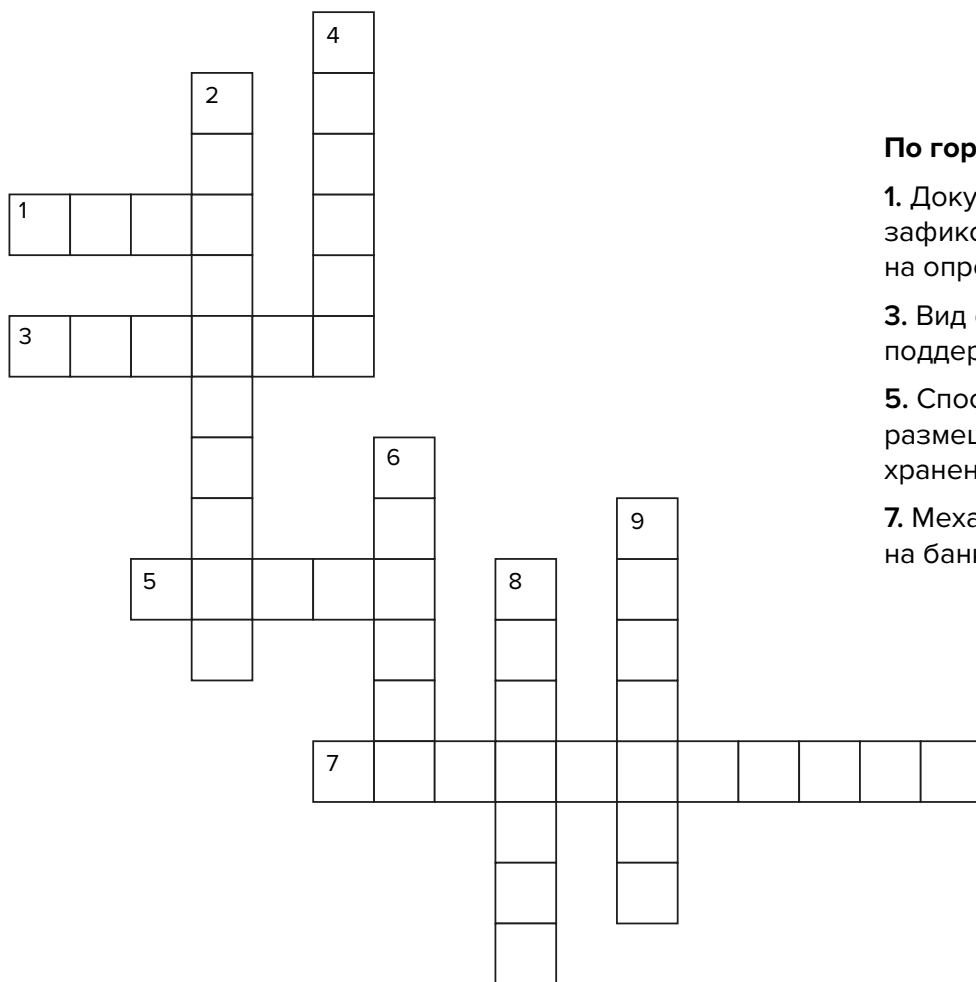 4
2
По гор
1. Доку
1
зафикс
на опре
3. Вид
3
поддер
5. Спос
6
размещ
хранен
9
7. Меха
на бан
5
8
7